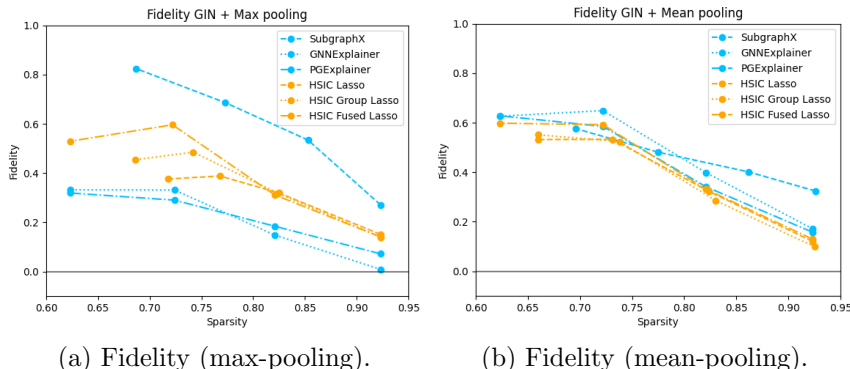 Fidelity GIN + Max pooling
SubgraphX
GNNExplainer
PGExplainer
HSIC Lasso
HSIC Group Lasso
HSIC Fused Lasso
Fidelity
1.0
0.8
0.6
0.4
0.2
0.0
0.60 0.65 0.70 0.75 0.80 0.85 0.90 0.95
Sparsity
(a) Fidelity (max-pooling).
Fidelity GIN + Mean pooling
SubgraphX
GNNExplainer
PGExplainer
HSIC Lasso
HSIC Group Lasso
HSIC Fused Lasso
Fidelity
1.0
0.8
0.6
0.4
0.2
0.0
0.60 0.65 0.70 0.75 0.80 0.85 0.90 0.95
Sparsity
(b) Fidelity (mean-pooling).